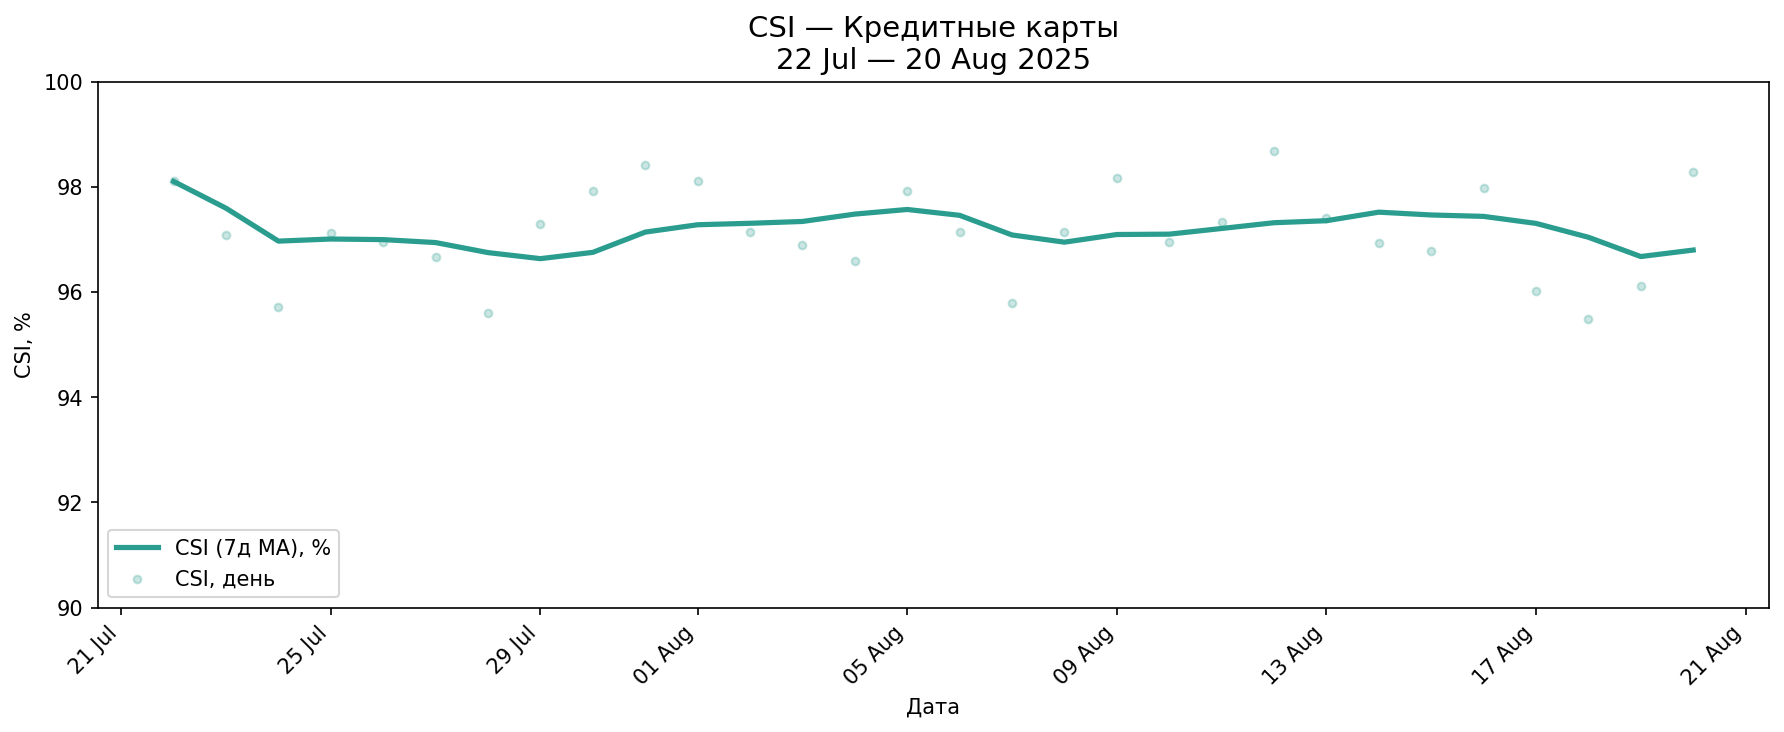 CSI — Кредитные карты
22 Jul — 20 Aug 2025
100
98
96
94
92
90
CSI, %
CSI (7д MA), %
CSI, день
21 Jul
25 Jul
29 Jul
01 Aug
05 Aug
09 Aug
13 Aug
17 Aug
21 Aug
Дата